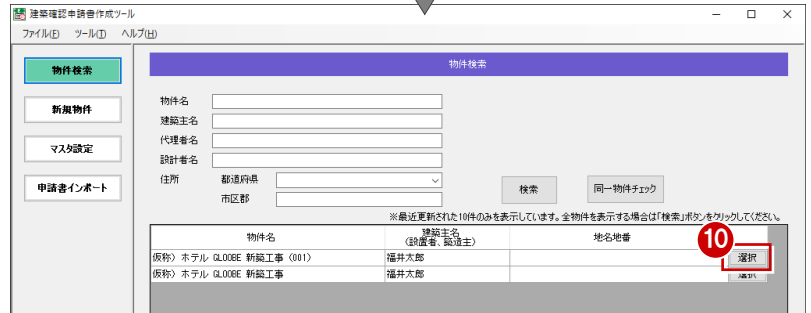 建築確認申請書作成ツール
ファイル(F) ツール(T) ヘルプ(H)
物件検索
物件検索
新規物件
マスタ設定
申請書インポート
物件名
建築主名
代理者名
設計者名
住所 都道府県
市区郡
検索 同一物件チェック
※最近更新された10件のみを表示しています。全物件を表示する場合は「検索」ボタンをクリックしてください。
物件名 建築主名 (設置者、築造主) 地名地番
10
仮称）ホテル GLOOBE 新築工事（001） 福井太郎 選択
仮称）ホテル GLOOBE 新築工事 福井太郎 選択